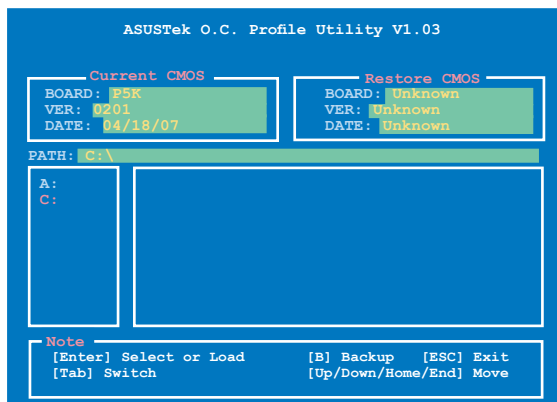 ASUSTek O.C. Profile Utility V1.03
Current CMOS
BOARD: P5K
VER: 0201
DATE: 04/18/07
Restore CMOS
BOARD: Unknown
VER: Unknown
DATE: Unknown
PATH: C:\
A:
C:
Note
[Enter] Select or Load [B] Backup [ESC] Exit
[Tab] Switch [Up/Down/Home/End] Move